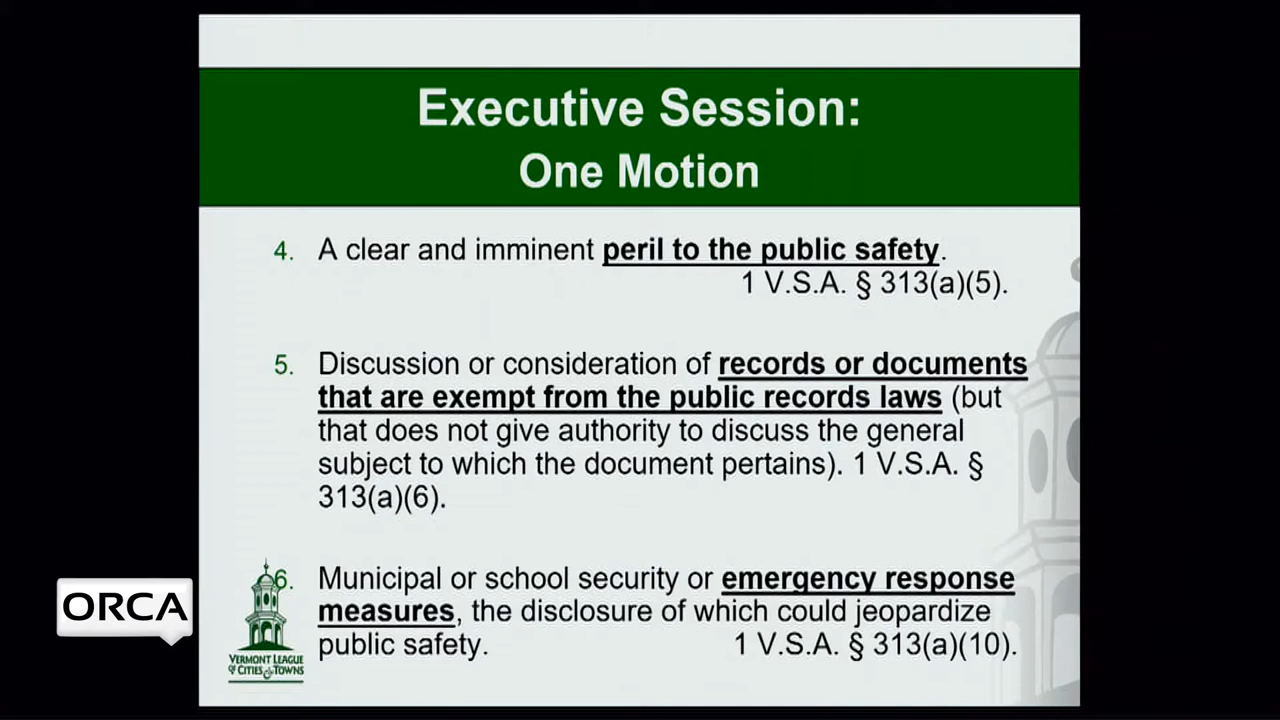 Executive Session:
One Motion
4. A clear and imminent peril to the public safety.
1 V.S.A. § 313(a)(5).
5. Discussion or consideration of records or documents
that are exempt from the public records laws (but
that does not give authority to discuss the general
subject to which the document pertains). 1 V.S.A. §
313(a)(6).
6. Municipal or school security or emergency response
measures, the disclosure of which could jeopardize
public safety. 1 V.S.A. § 313(a)(10).
ORCA
VERMONT LEAGUE
OF CITIES & TOWNS